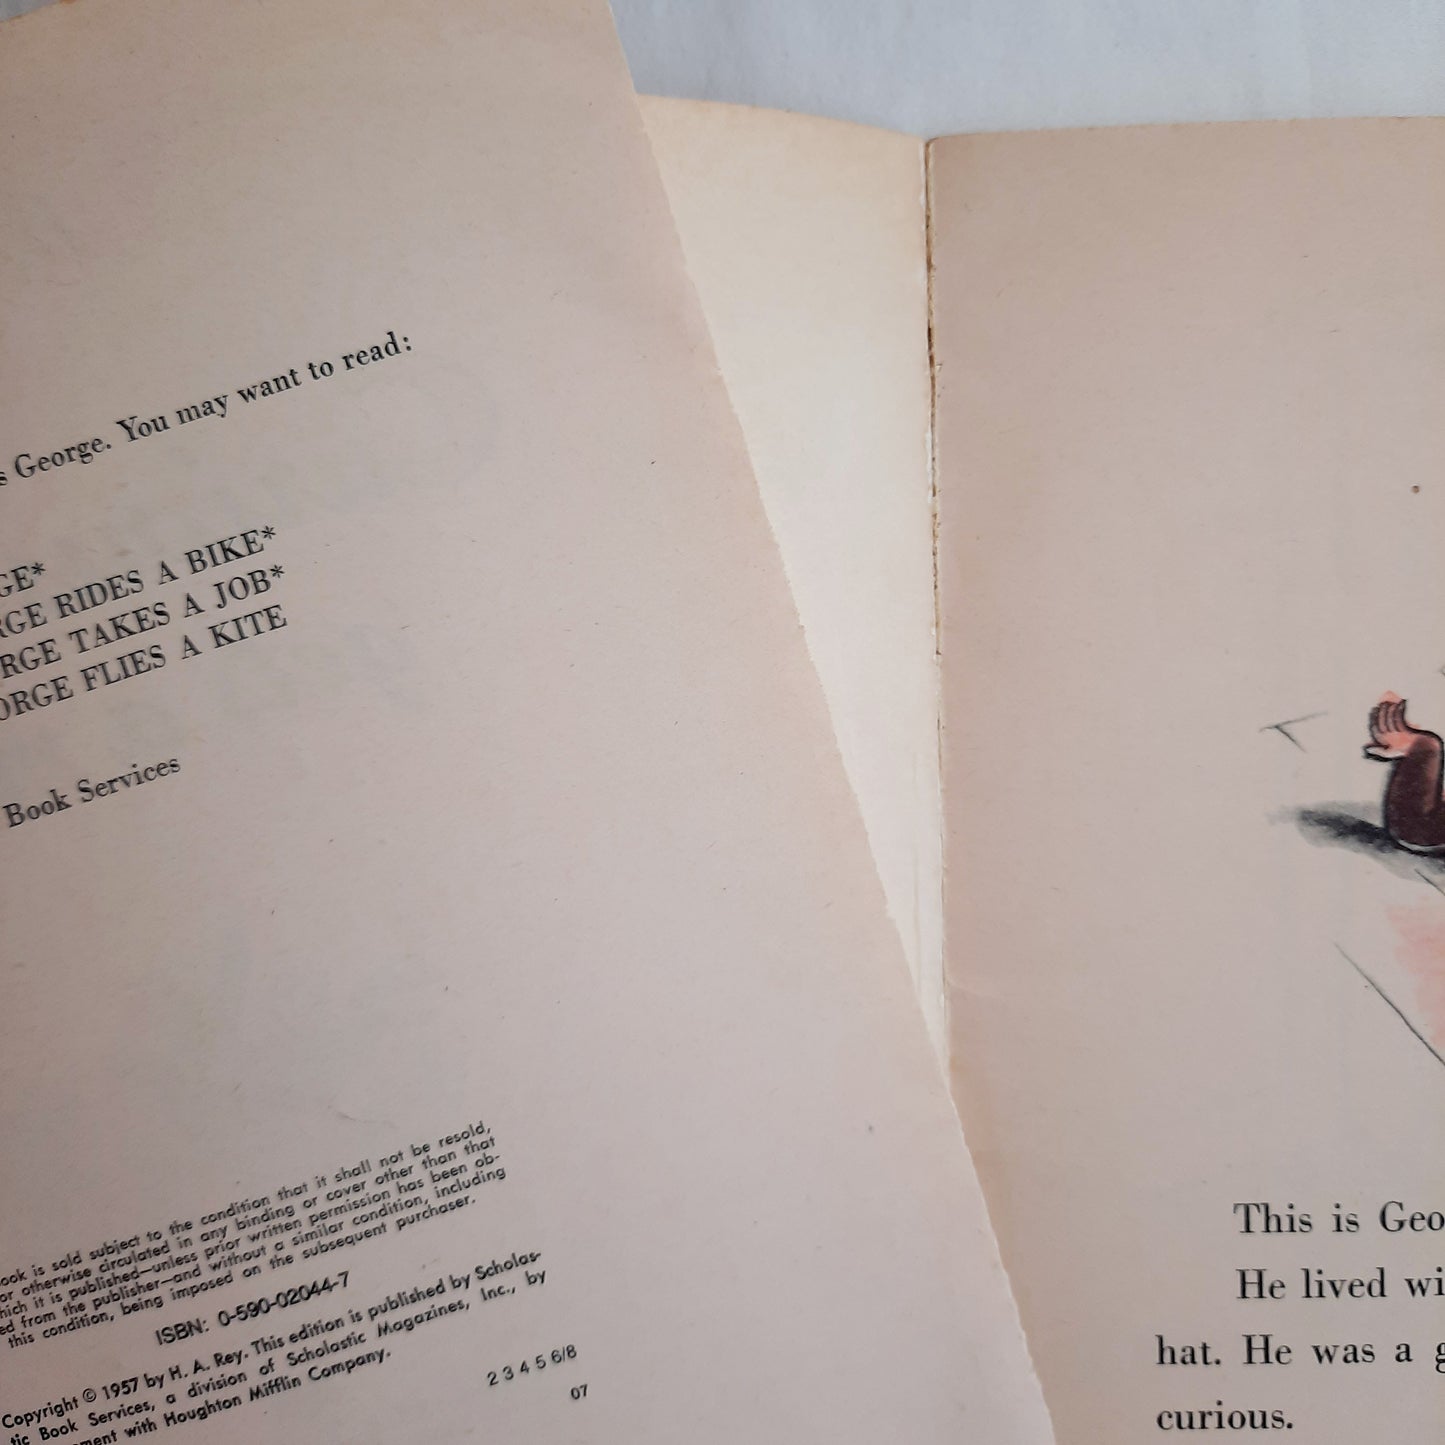 s George. You may want to read:
GE*
RGE RIDES A BIKE*
RGE TAKES A JOB*
ORGE FLIES A KITE
Book Services
ook is sold subject to the condition that it shall not be resold,
or otherwise circulated in any binding or cover other than that
hich it is published—unless prior written permission has been ob-
ed from the publisher—and without a similar condition, including
this condition, being imposed on the subsequent purchaser.
ISBN: 0-590-02044-7
Copyright © 1957 by H. A. Rey. This edition is published by Scholas-
tic Book Services, a division of Scholastic Magazines, Inc., by
ment with Houghton Mifflin Company.
2 3 4 5 6/8
07
This is Geo
He lived wi
hat. He was a g
curious.